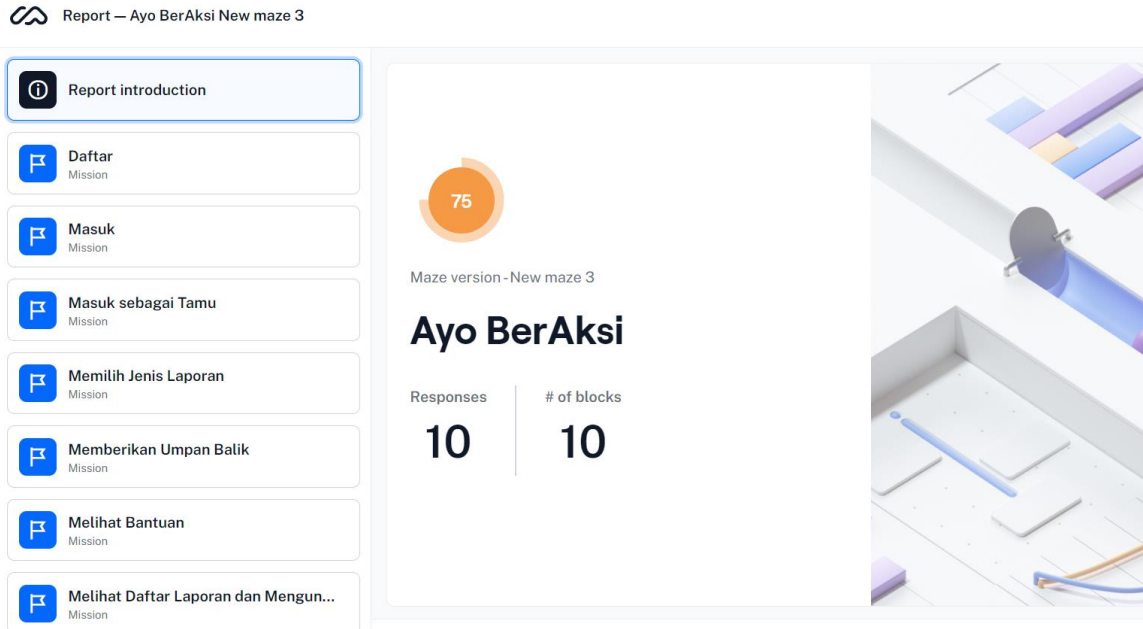 Report — Ayo BerAksi New maze 3
Report introduction
Daftar
Mission
Masuk
Mission
Masuk sebagai Tamu
Mission
Memilih Jenis Laporan
Mission
Memberikan Umpan Balik
Mission
Melihat Bantuan
Mission
Melihat Daftar Laporan dan Mengun...
Mission
75
Maze version - New maze 3
Ayo BerAksi
Responses
10
# of blocks
10